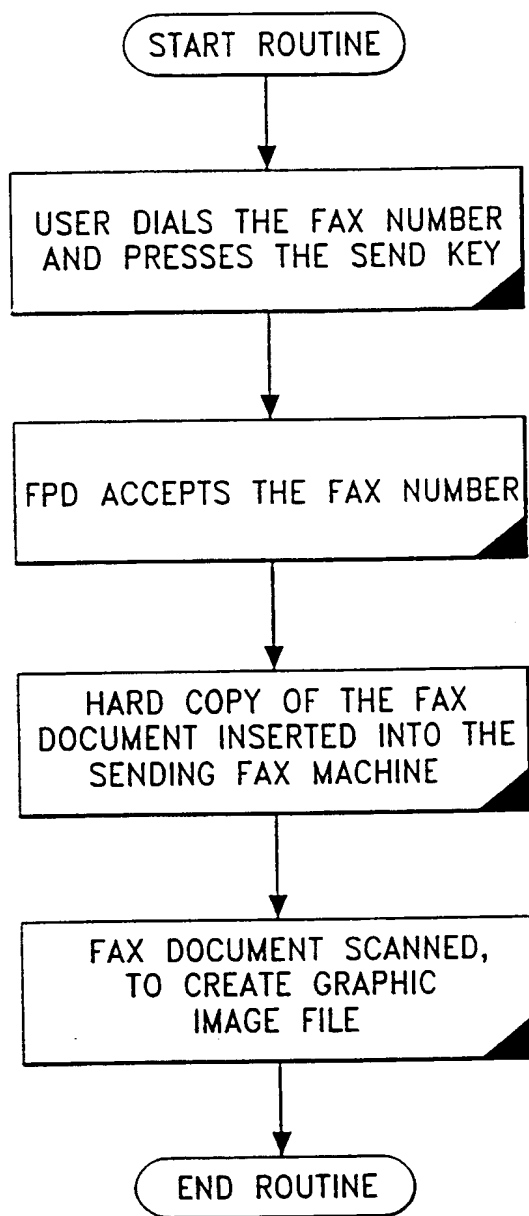 START ROUTINE
USER DIALS THE FAX NUMBER
AND PRESSES THE SEND KEY
FPD ACCEPTS THE FAX NUMBER
HARD COPY OF THE FAX
DOCUMENT INSERTED INTO THE
SENDING FAX MACHINE
FAX DOCUMENT SCANNED,
TO CREATE GRAPHIC
IMAGE FILE
END ROUTINE